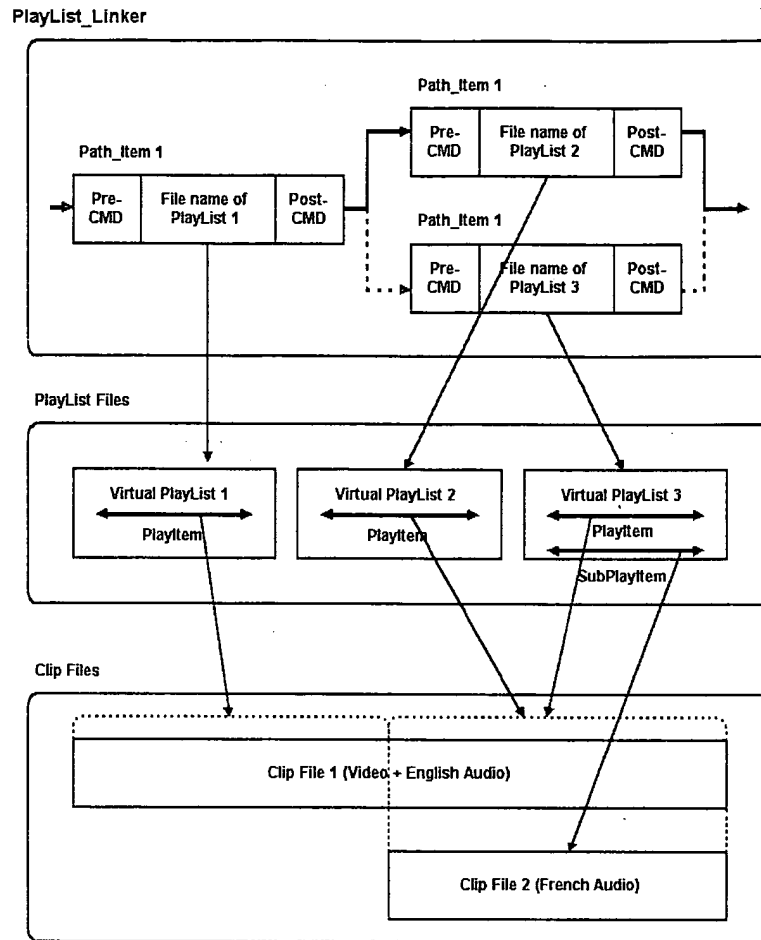 PlayList_Linker
Path_Item 1
Pre-
CMD
File name of
PlayList 1
Post-
CMD
Path_Item 1
Pre-
CMD
File name of
PlayList 2
Post-
CMD
Path_Item 1
Pre-
CMD
File name of
PlayList 3
Post-
CMD
PlayList Files
Virtual PlayList 1
PlayItem
Virtual PlayList 2
PlayItem
Virtual PlayList 3
PlayItem
SubPlayItem
Clip Files
Clip File 1 (Video + English Audio)
Clip File 2 (French Audio)